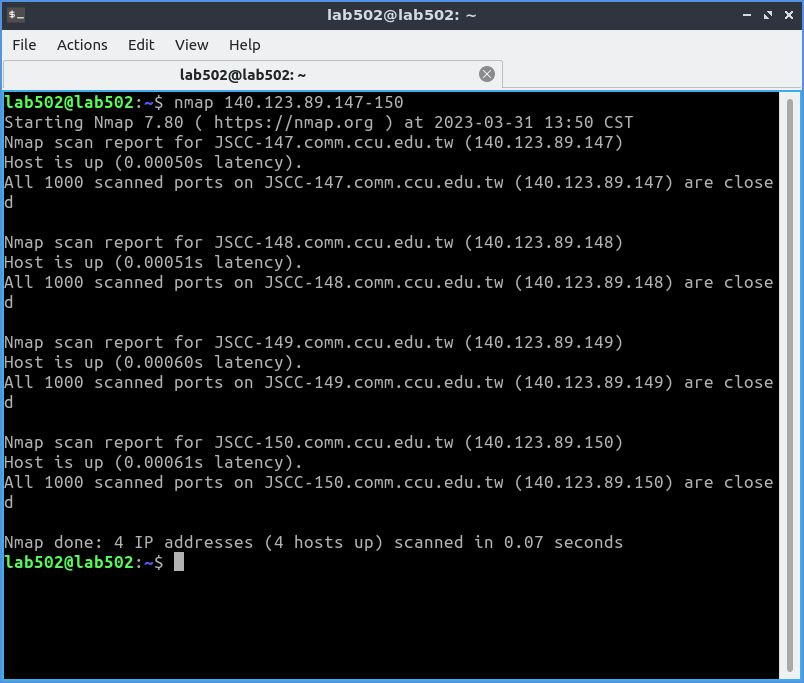 lab502@lab502: ~
File Actions Edit View Help
lab502@lab502: ~
lab502@lab502:~$ nmap 140.123.89.147-150
Starting Nmap 7.80 ( https://nmap.org ) at 2023-03-31 13:50 CST
Nmap scan report for JSCC-147.comm.ccu.edu.tw (140.123.89.147)
Host is up (0.00050s latency).
All 1000 scanned ports on JSCC-147.comm.ccu.edu.tw (140.123.89.147) are close
d
Nmap scan report for JSCC-148.comm.ccu.edu.tw (140.123.89.148)
Host is up (0.00051s latency).
All 1000 scanned ports on JSCC-148.comm.ccu.edu.tw (140.123.89.148) are close
d
Nmap scan report for JSCC-149.comm.ccu.edu.tw (140.123.89.149)
Host is up (0.00060s latency).
All 1000 scanned ports on JSCC-149.comm.ccu.edu.tw (140.123.89.149) are close
d
Nmap scan report for JSCC-150.comm.ccu.edu.tw (140.123.89.150)
Host is up (0.00061s latency).
All 1000 scanned ports on JSCC-150.comm.ccu.edu.tw (140.123.89.150) are close
d
Nmap done: 4 IP addresses (4 hosts up) scanned in 0.07 seconds
lab502@lab502:~$